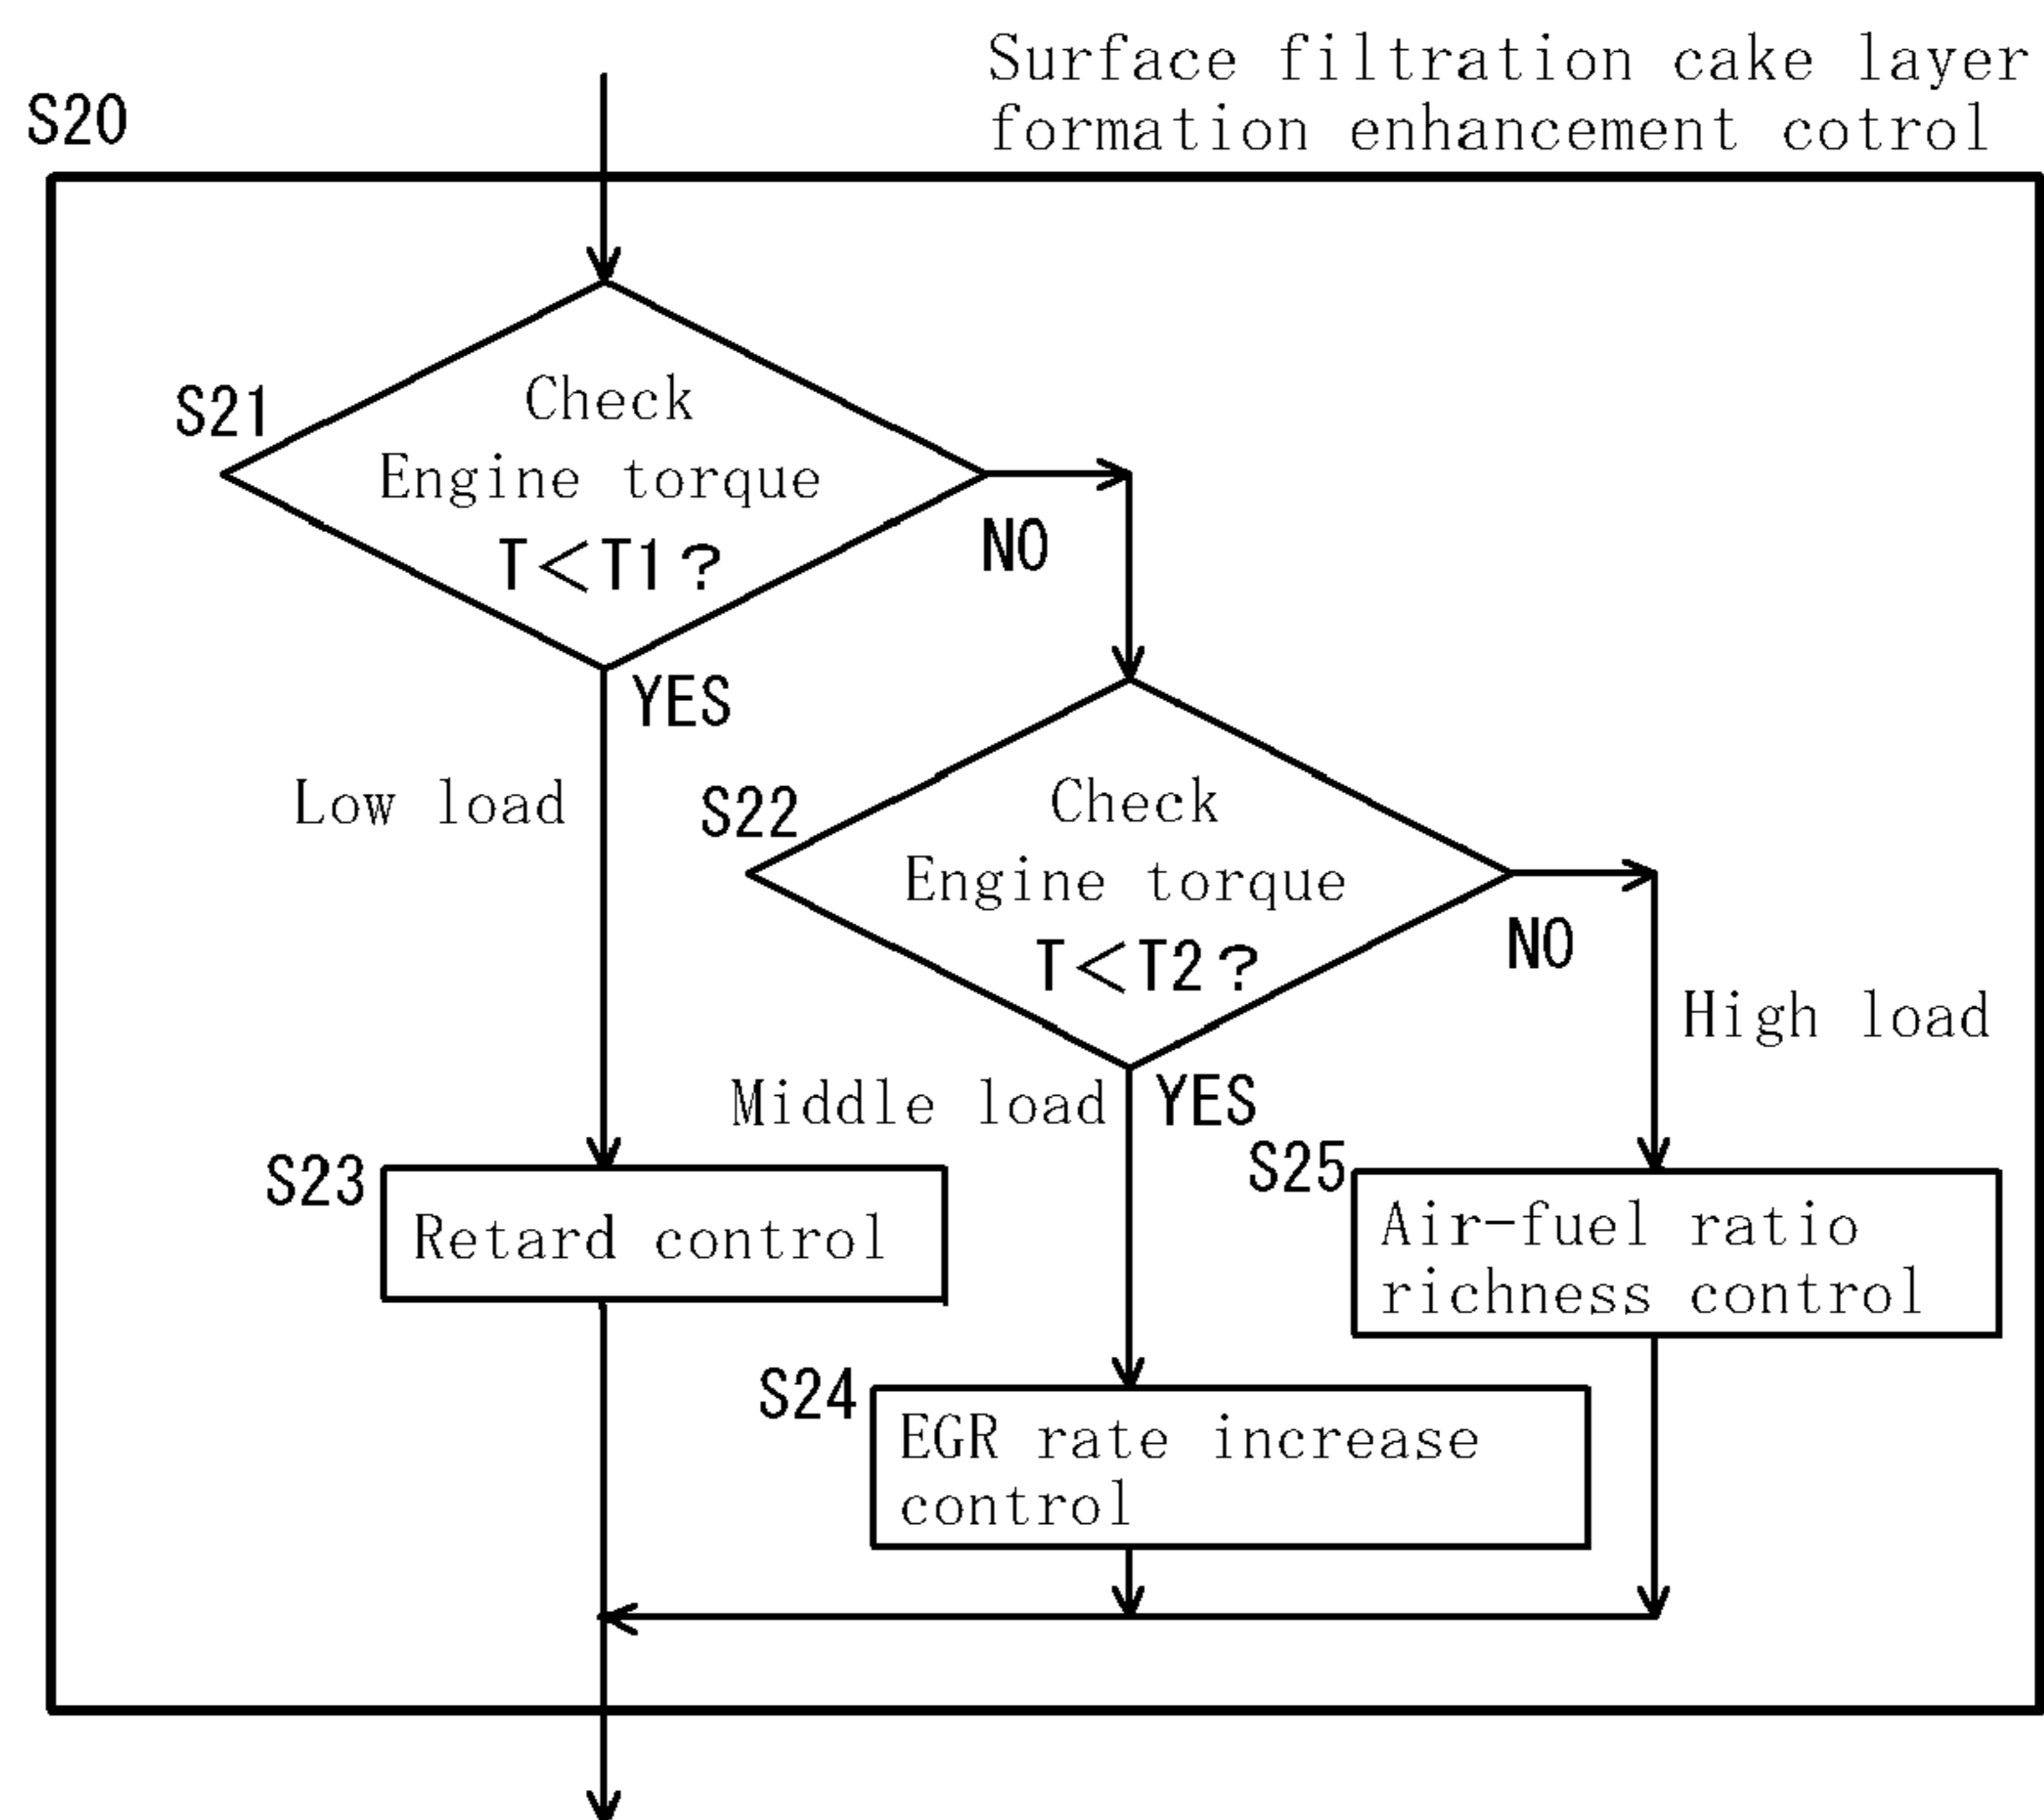 Surface filtration cake layer
formation enhancement cotrol
S20
S21
Check
Engine torque
T<T1?
NO
YES
Low load
S22
Check
Engine torque
T<T2?
NO
High load
Middle load
YES
S23
Retard control
S25
Air-fuel ratio
richness control
S24
EGR rate increase
control